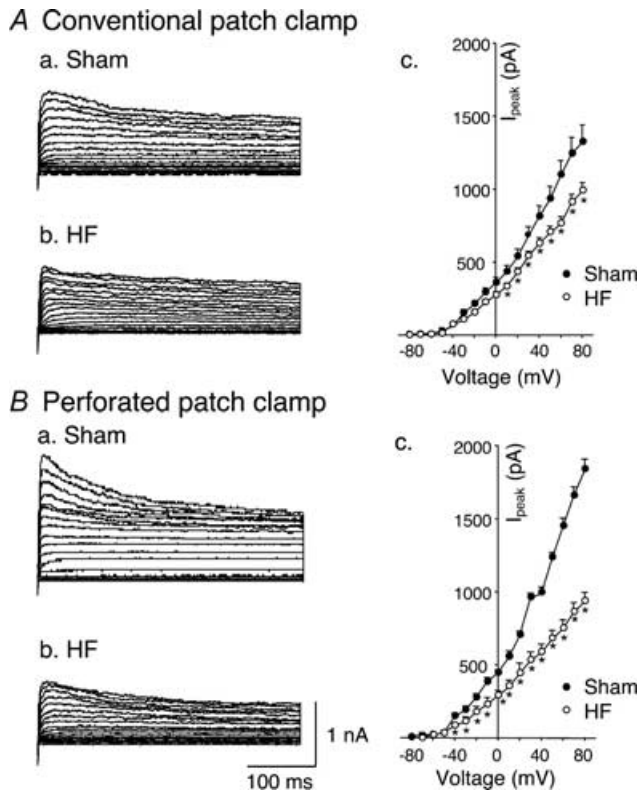 A Conventional patch clamp
a. Sham
b. HF
c.
2000
1500
1000
500
I peak (pA)
Sham
HF
* * * * * * * *
-80 -40 0 40 80
Voltage (mV)
B Perforated patch clamp
a. Sham
b. HF
1 nA
100 ms
c.
2000
1500
1000
500
I peak (pA)
Sham
HF
* * * * * * * * * * * * *
-80 -40 0 40 80
Voltage (mV)